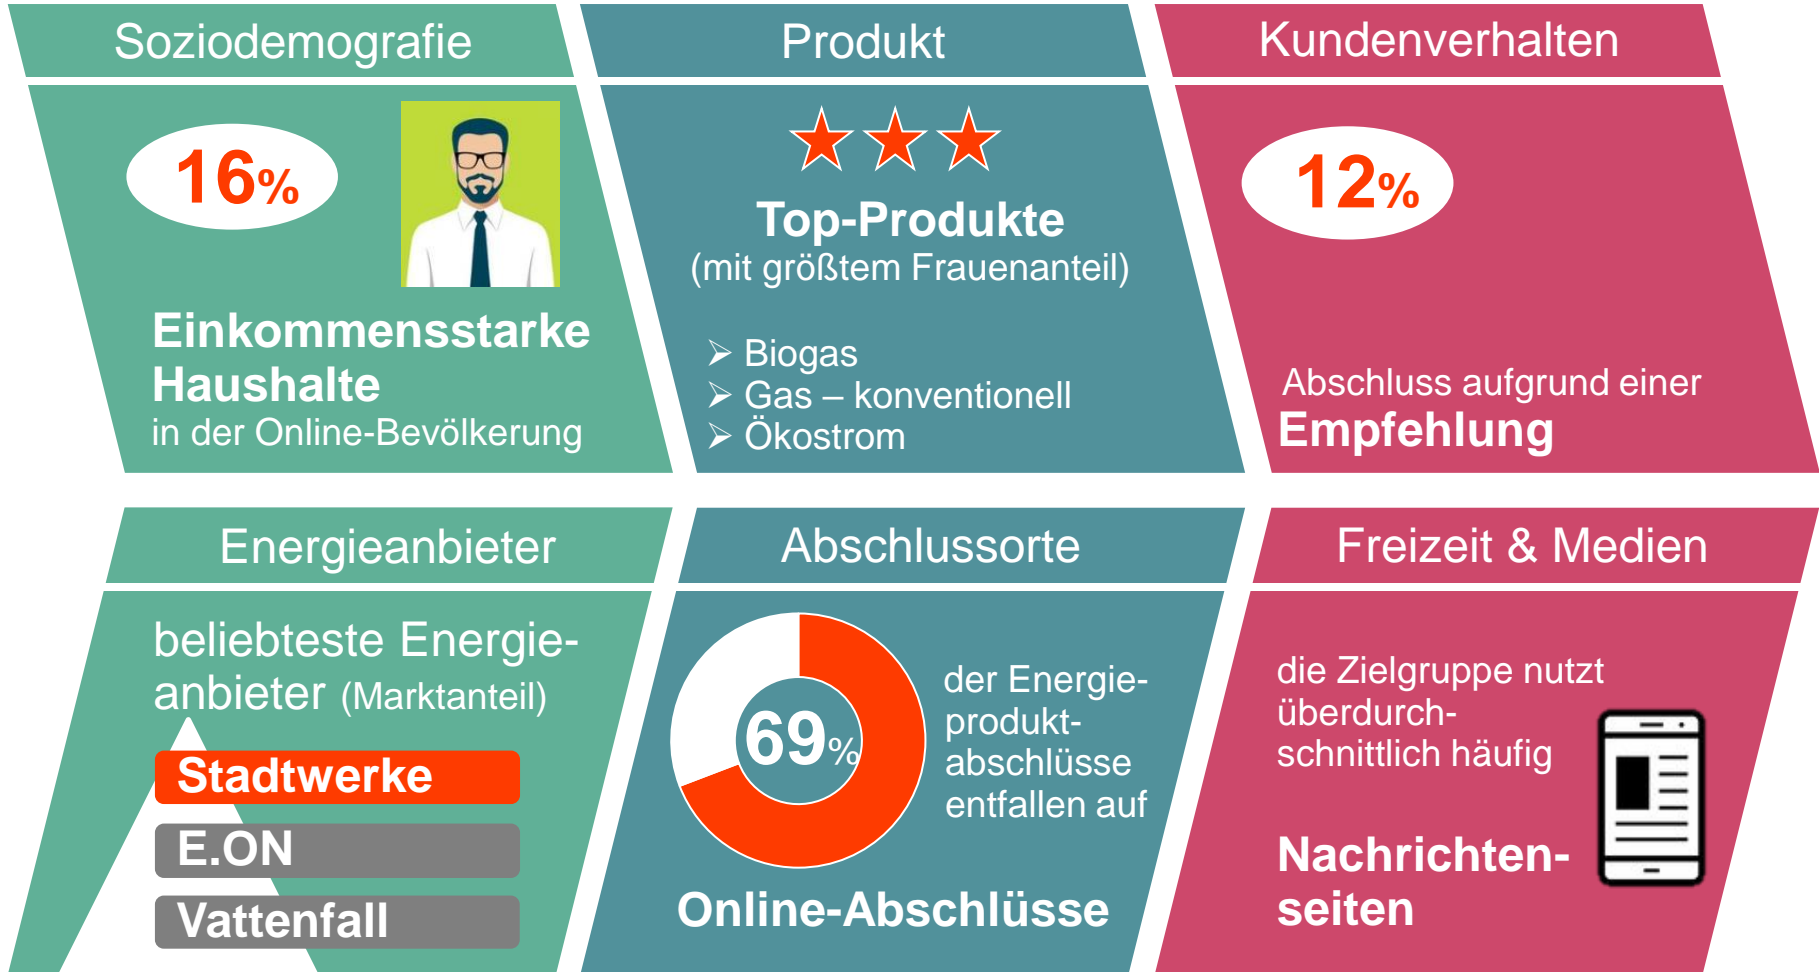 Soziodemografie
16%
Einkommensstarke
Haushalte
in der Online-Bevölkerung
Produkt
Top-Produkte
(mit größtem Frauenanteil)
➢ Biogas
➢ Gas – konventionell
➢ Ökostrom
Kundenverhalten
12%
Abschluss aufgrund einer
Empfehlung
Energieanbieter
beliebteste Energie-
anbieter (Marktanteil)
Stadtwerke
E.ON
Vattenfall
Abschlussorte
69%
der Energie-
produkt-
abschlüsse
entfallen auf
Online-Abschlüsse
Freizeit & Medien
die Zielgruppe nutzt
überdurch-
schnittlich häufig
Nachrichten-
seiten